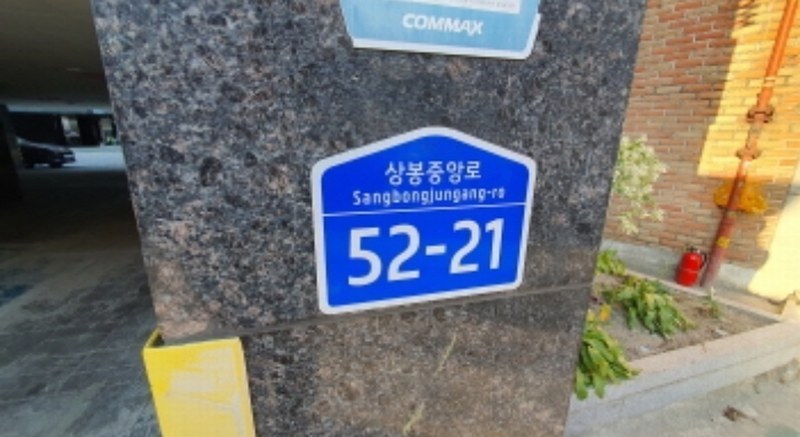 COMMAX
상봉중앙로
Sangbongjungang-ro
52-21